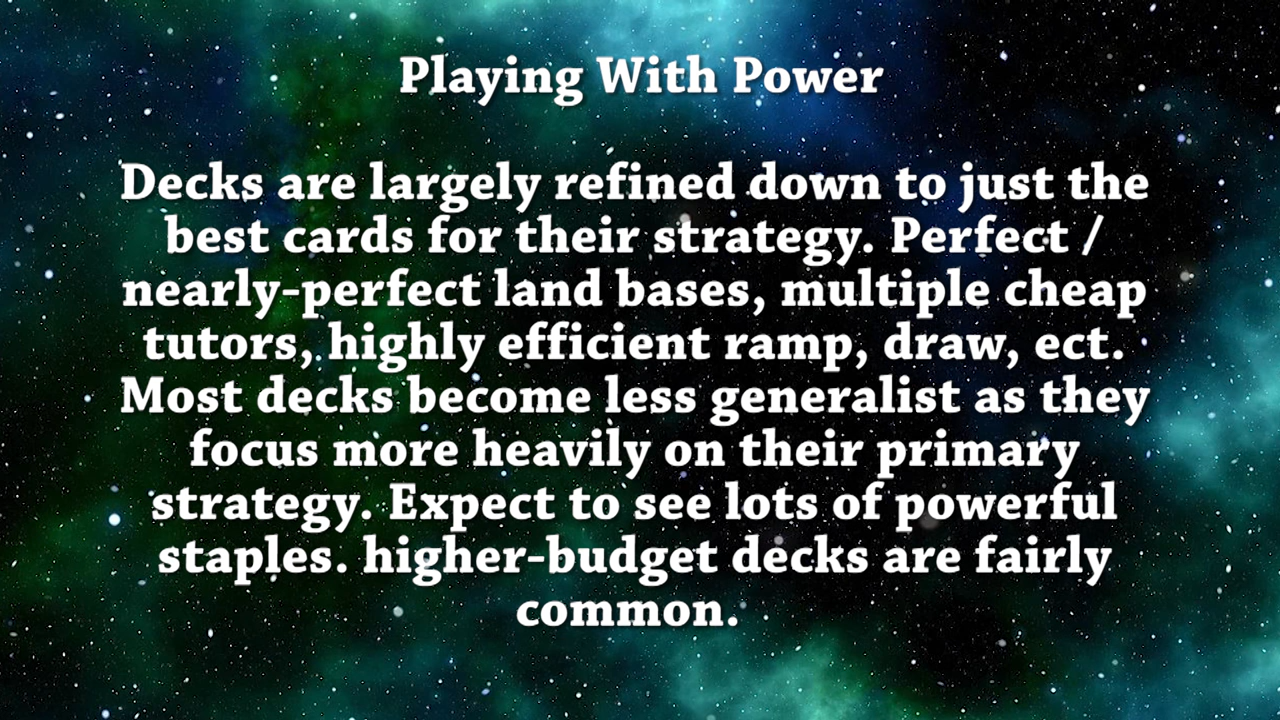 Playing With Power
Decks are largely refined down to just the
best cards for their strategy. Perfect /
nearly-perfect land bases, multiple cheap
tutors, highly efficient ramp, draw, ect.
Most decks become less generalist as they
focus more heavily on their primary
strategy. Expect to see lots of powerful
staples. higher-budget decks are fairly
common.